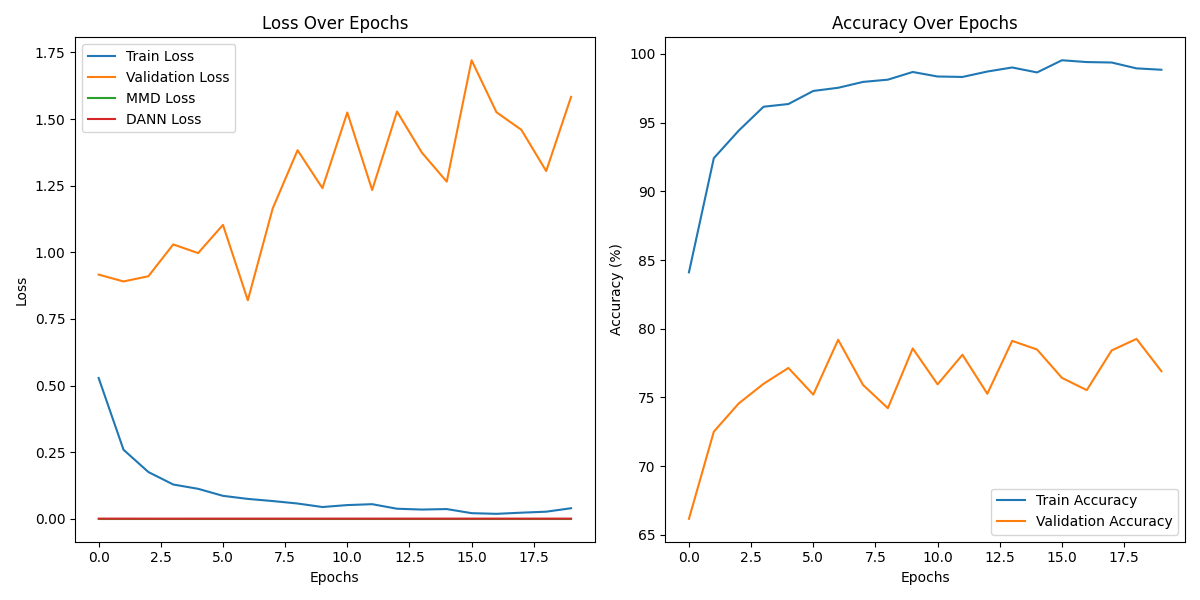 Loss Over Epochs
1.75
1.50
1.25
1.00
0.75
0.50
0.25
0.00
Loss
Train Loss
Validation Loss
MMD Loss
DANN Loss
0.0 2.5 5.0 7.5 10.0 12.5 15.0 17.5
Epochs
Accuracy Over Epochs
100
95
90
85
80
75
70
65
Accuracy (%)
Train Accuracy
Validation Accuracy
0.0 2.5 5.0 7.5 10.0 12.5 15.0 17.5
Epochs